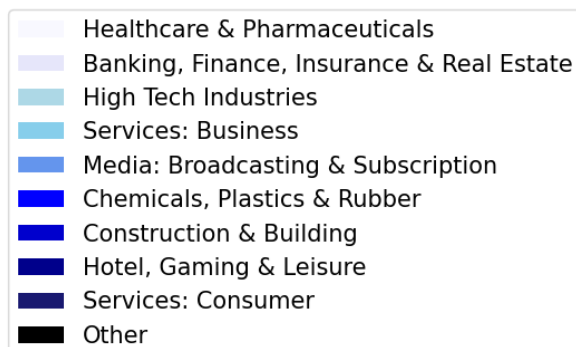 Healthcare & Pharmaceuticals
Banking, Finance, Insurance & Real Estate
High Tech Industries
Services: Business
Media: Broadcasting & Subscription
Chemicals, Plastics & Rubber
Construction & Building
Hotel, Gaming & Leisure
Services: Consumer
Other